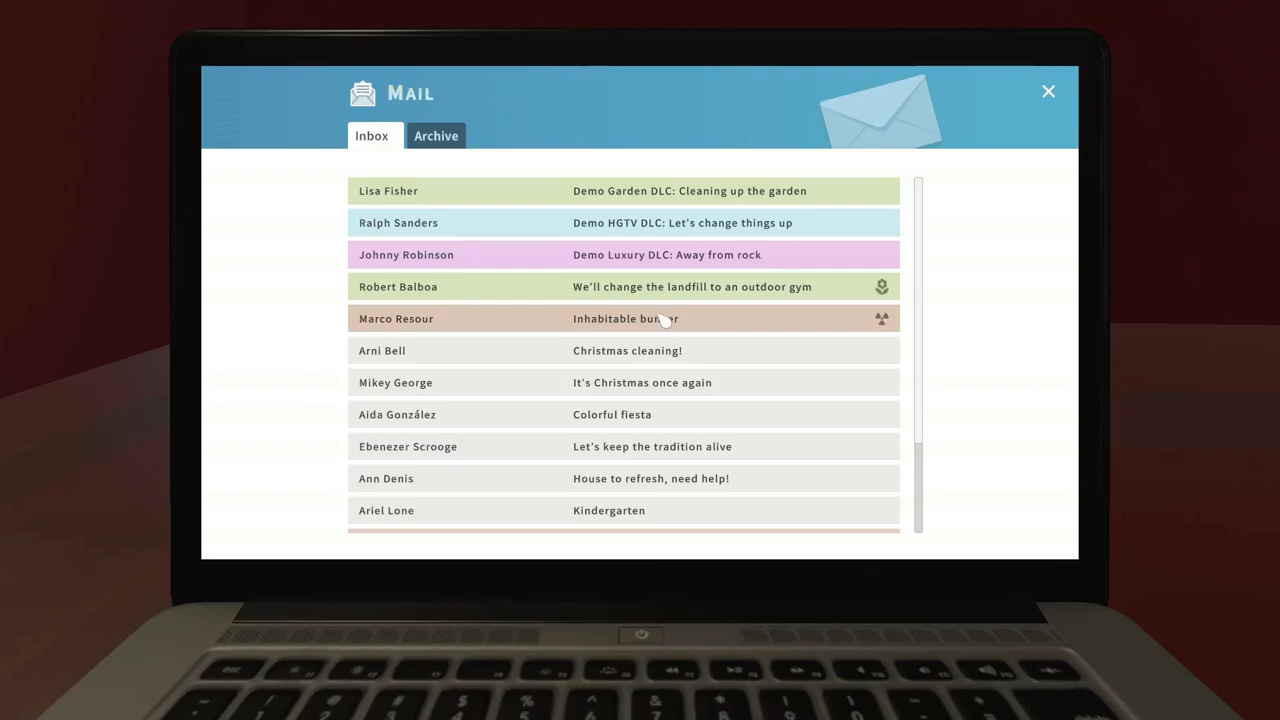 MAIL
Inbox
Archive
Lisa Fisher Demo Garden DLC: Cleaning up the garden
Ralph Sanders Demo HGTV DLC: Let's change things up
Johnny Robinson Demo Luxury DLC: Away from rock
Robert Balboa We'll change the landfill to an outdoor gym
Marco Resour Inhabitable
Arni Bell Christmas cleaning!
Mikey George It's Christmas once again
Aida González Colorful fiesta
Ebenezer Scrooge Let's keep the tradition alive
Ann Denis House to refresh, need help!
Ariel Lone Kindergarten